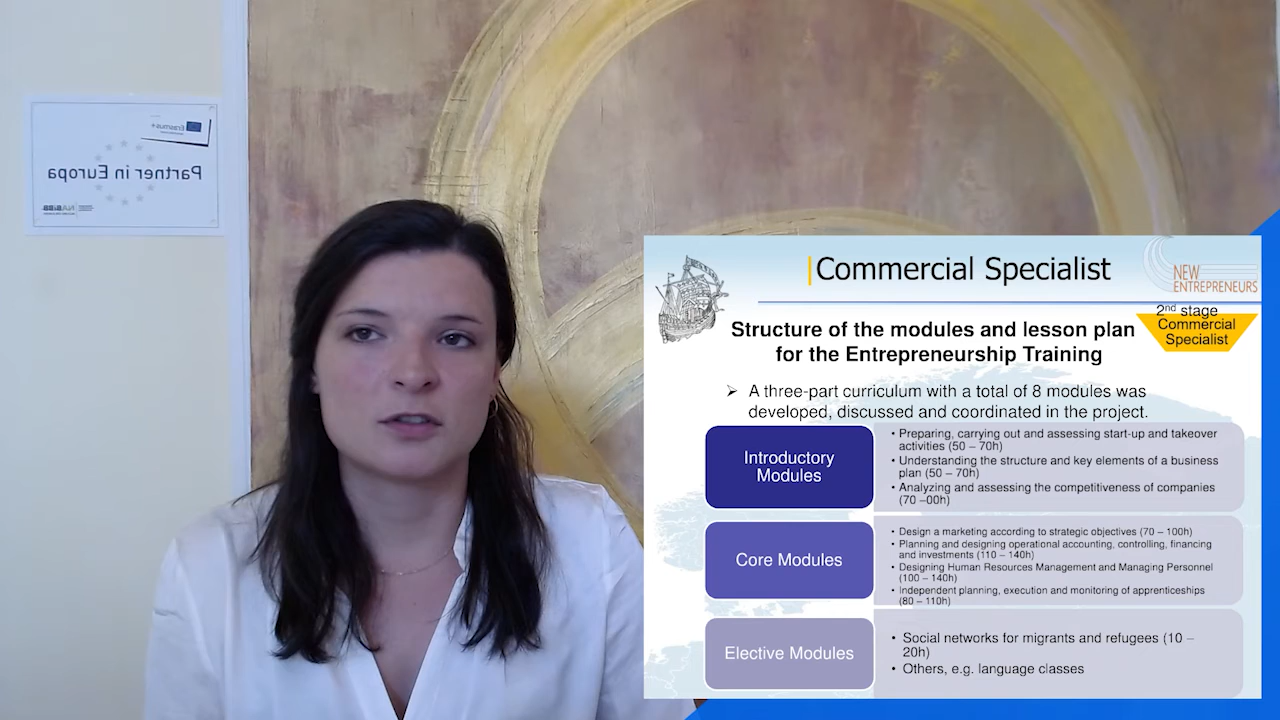 Erasmus+
Partner in Europa
Commercial Specialist
NEW
ENTREPRENEURS
2nd stage
Commercial
Specialist
Structure of the modules and lesson plan
for the Entrepreneurship Training
➢ A three-part curriculum with a total of 8 modules was
developed, discussed and coordinated in the project.
Introductory
Modules
• Preparing, carrying out and assessing start-up and takeover
activities (50 – 70h)
• Understanding the structure and key elements of a business
plan (50 – 70h)
• Analyzing and assessing the competitiveness of companies
(70 –00h)
Core Modules
• Design a marketing according to strategic objectives (70 – 100h)
• Planning and designing operational accounting, controlling, financing
and investments (110 – 140h)
• Designing Human Resources Management and Managing Personnel
(100 – 140h)
• Independent planning, execution and monitoring of apprenticeships
(80 – 110h)
Elective Modules
• Social networks for migrants and refugees (10 –
20h)
• Others, e.g. language classes